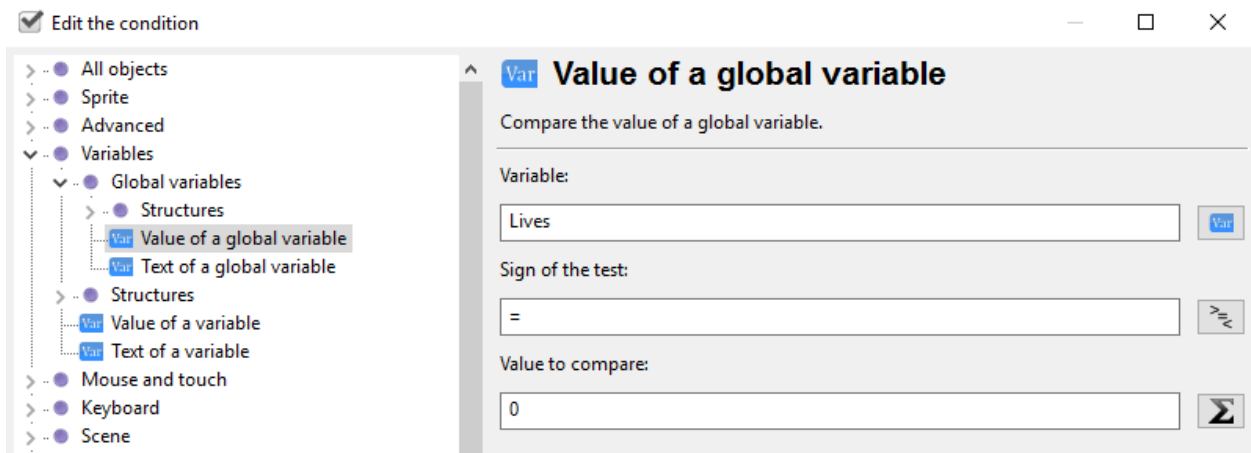 Edit the condition
All objects
Sprite
Advanced
Variables
Global variables
Structures
Var Value of a global variable
Var Text of a global variable
Structures
Var Value of a variable
Var Text of a variable
Mouse and touch
Keyboard
Scene
Var Value of a global variable
Compare the value of a global variable.
Variable:
Lives
Var
Sign of the test:
=
>=<
Value to compare:
0
Σ